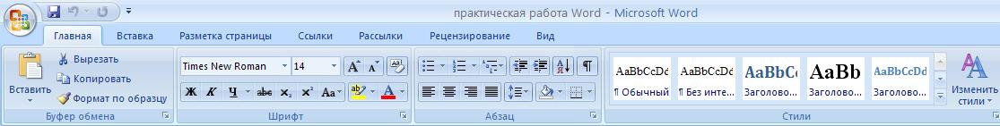 практическая работа Word - Microsoft Word
Главная Вставка Разметка страницы Ссылки Рассылки Рецензирование Вид
Вставить
Вырезать
Копировать
Формат по образцу
Буфер обмена
Times New Roman 14
Ж К Ч abc x₂ x² Aa ab A
Шрифт
Абзац
AaBbCcDd AaBbCcDd AaBbCc AaBb AaBbCcDd
¶ Обычный ¶ Без инте... Заголово... Заголово... Заголово...
Изменить
стили
Стили